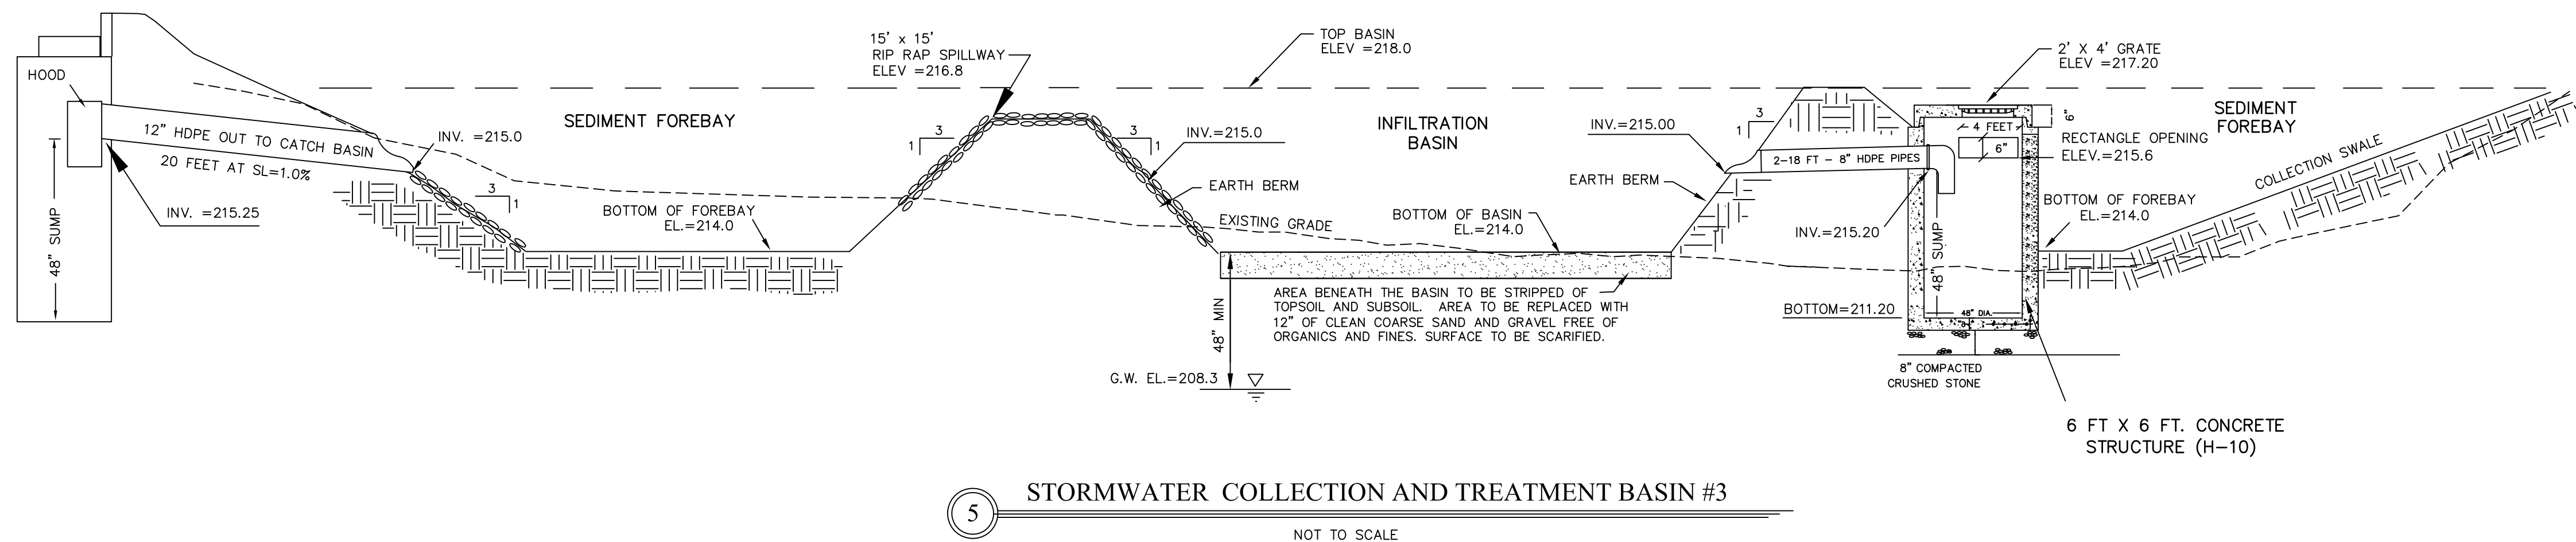 HOOD
12" HDPE OUT TO CATCH BASIN
20 FEET AT SL=1.0%
48" SUMP
INV. =215.25
INV. =215.0
3
1
SEDIMENT FOREBAY
BOTTOM OF FOREBAY
EL.=214.0
15' x 15'
RIP RAP SPILLWAY
ELEV =216.8
3
1
3
1
INV.=215.0
EARTH BERM
EXISTING GRADE
TOP BASIN
ELEV =218.0
INFILTRATION
BASIN
BOTTOM OF BASIN
EL.=214.0
AREA BENEATH THE BASIN TO BE STRIPPED OF
TOPSOIL AND SUBSOIL. AREA TO BE REPLACED WITH
12" OF CLEAN COARSE SAND AND GRAVEL FREE OF
ORGANICS AND FINES. SURFACE TO BE SCARIFIED.
48" MIN
G.W. EL.=208.3
INV.=215.00
3
1
EARTH BERM
2-18 FT - 8" HDPE PIPES
INV.=215.20
BOTTOM=211.20
48" SUMP
48" DIA.
8" COMPACTED
CRUSHED STONE
4 FEET
6"
6"
2' X 4' GRATE
ELEV =217.20
RECTANGLE OPENING
ELEV.=215.6
SEDIMENT
FOREBAY
COLLECTION SWALE
BOTTOM OF FOREBAY
EL.=214.0
6 FT X 6 FT. CONCRETE
STRUCTURE (H-10)
5
STORMWATER COLLECTION AND TREATMENT BASIN #3
NOT TO SCALE